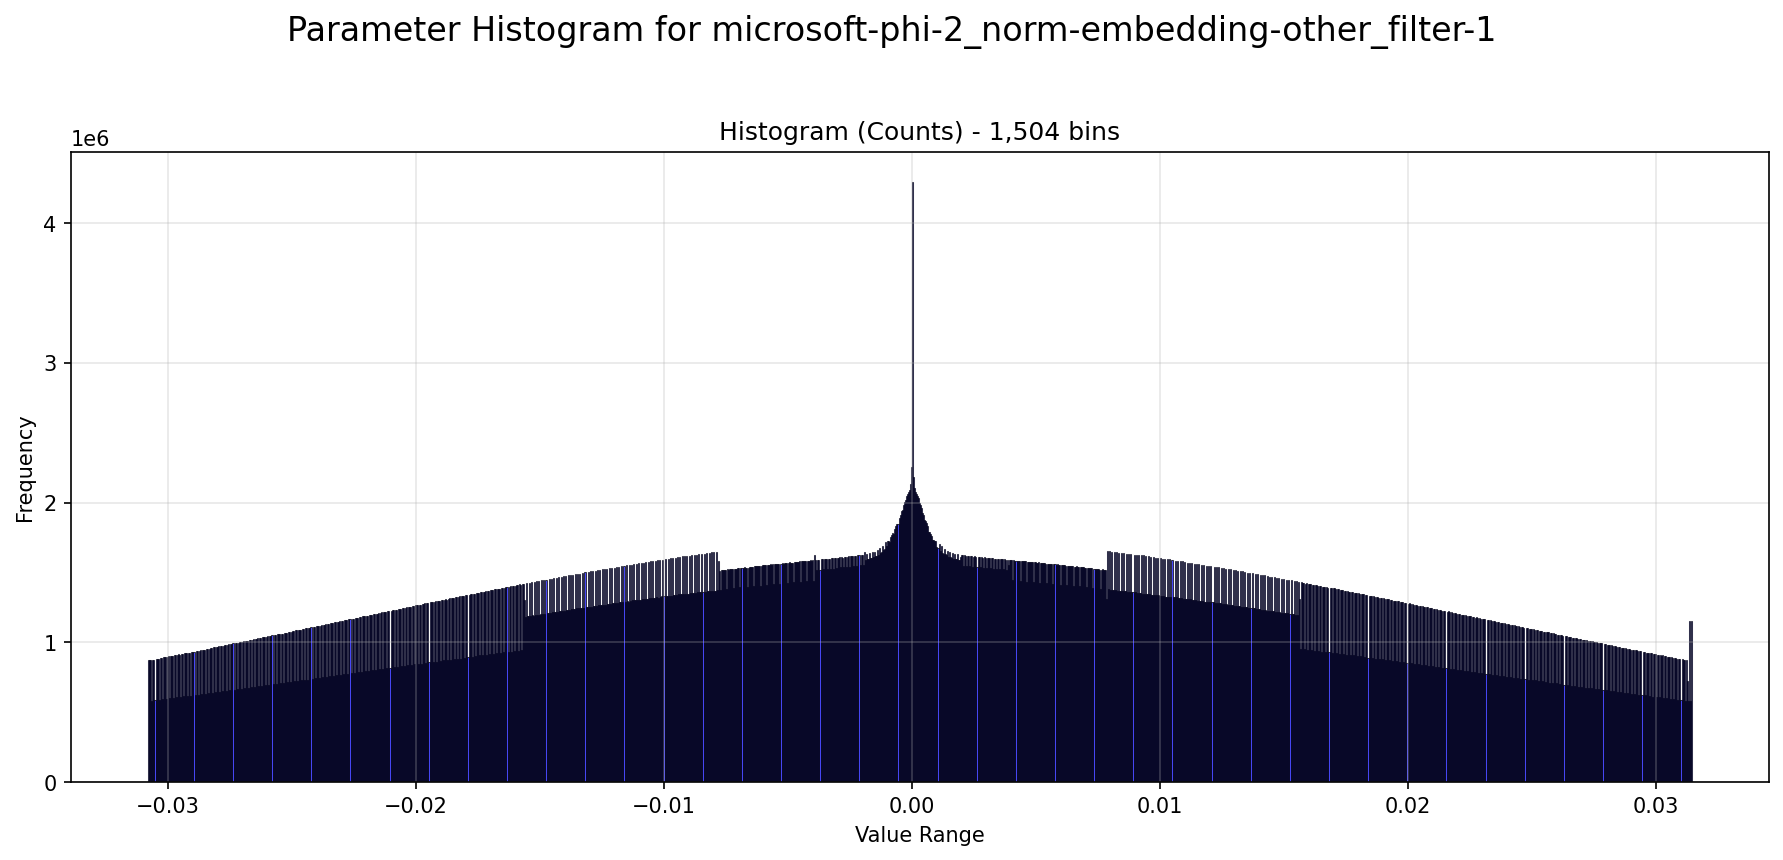 Parameter Histogram for microsoft-phi-2_norm-embedding-other_filter-1
Histogram (Counts) - 1,504 bins
1e6
4
3
2
1
0
Frequency
−0.03
−0.02
−0.01
0.00
0.01
0.02
0.03
Value Range